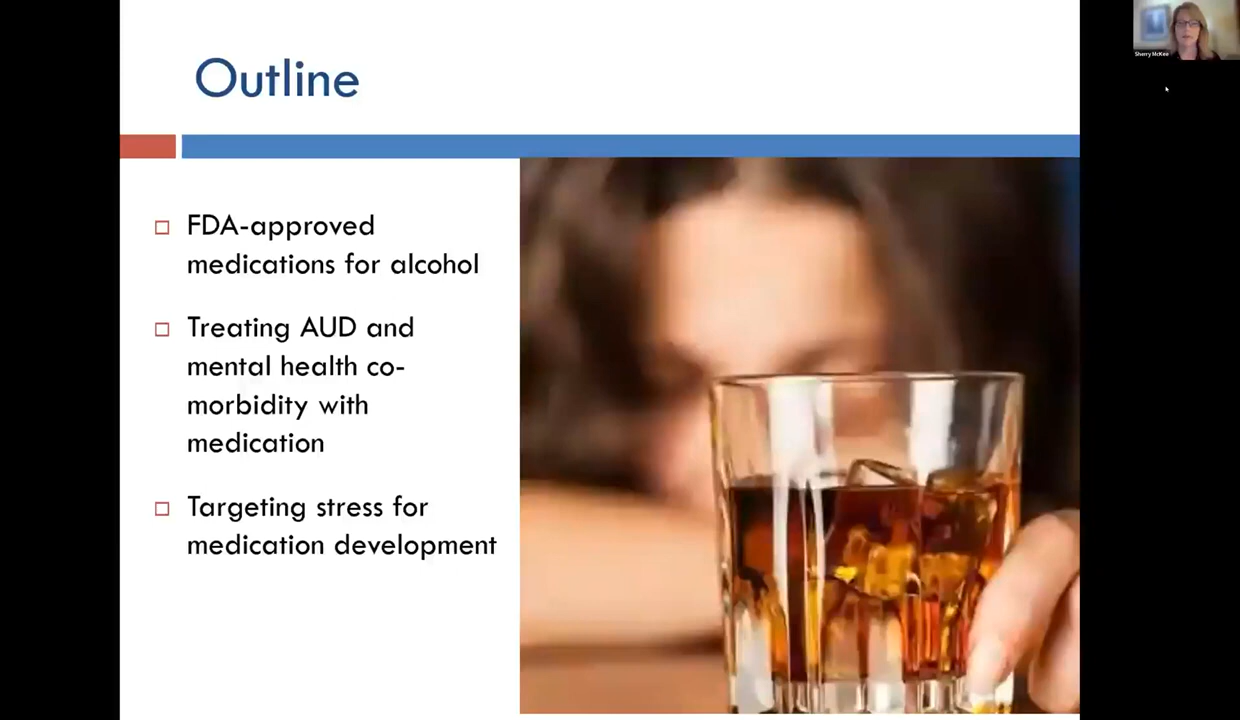 Outline
FDA-approved
medications for alcohol
Treating AUD and
mental health co-
morbidity with
medication
Targeting stress for
medication development
Sherry McKee